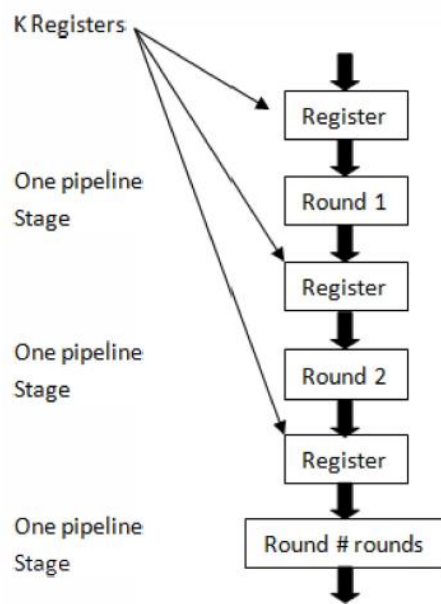 K Registers
Register
One pipeline
Stage
Round 1
Register
One pipeline
Stage
Round 2
Register
One pipeline
Stage
Round # rounds